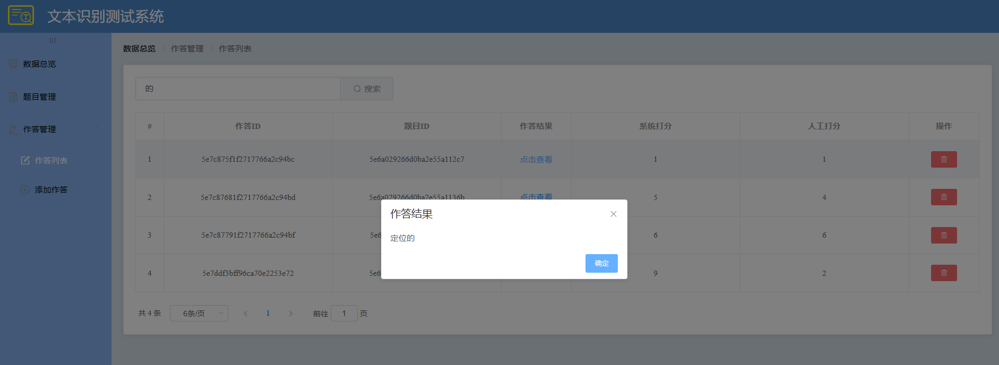 文本识别测试系统
数据总览
题目管理
作答管理
作答列表
添加作答
数据总览 作答管理 作答列表
的 搜索
# 作答ID 题目ID 作答结果 系统打分 人工打分 操作
1 5e7c875f1f2717766a2c94bc 5e6a029266d0ba2e55a112c7 点击查看 1 1
2 5e7c87681f2717766a2c94bd 5e6a029266d0ba2e55a1136b 点击查看 5 4
3 5e7c87791f2717766a2c94bf 5e6 6 6
4 5e7ddf3bff96ca70e2253e72 5e6 9 2
作答结果
定位的
确定
共 4 条 6条/页 1 前往 1 页